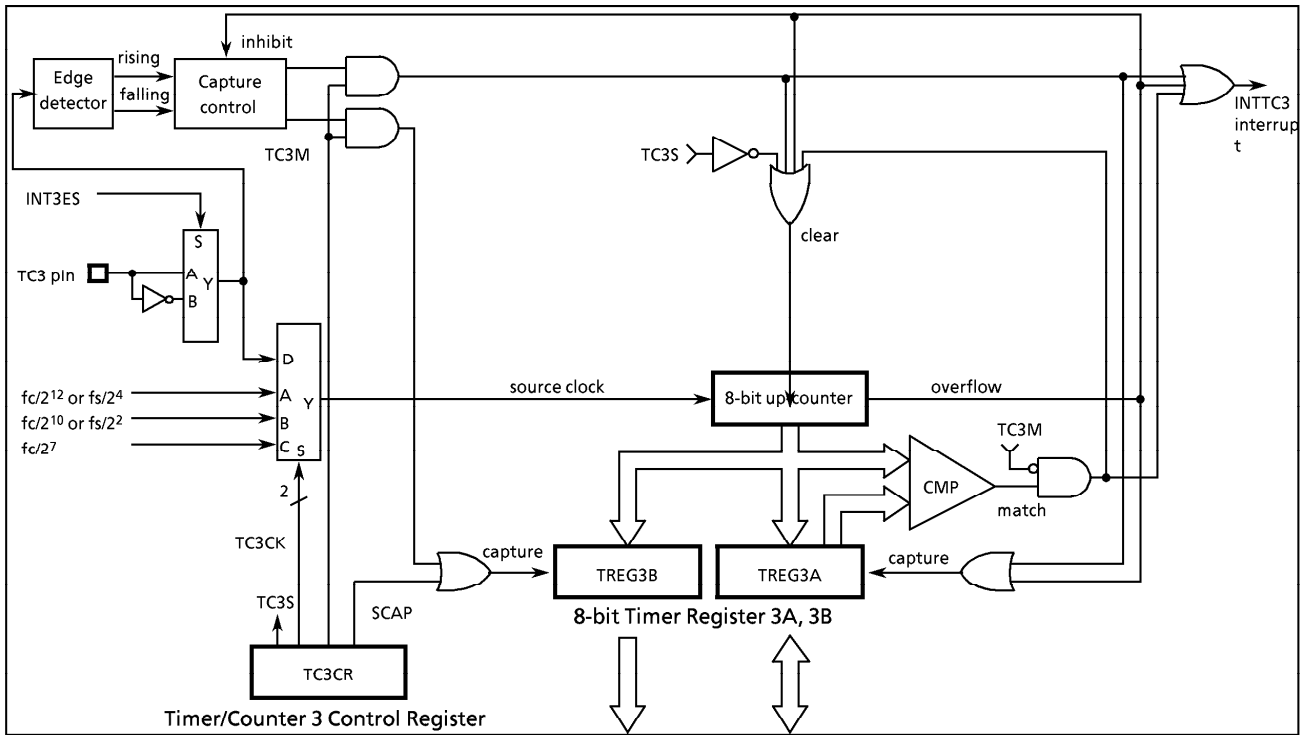 inhibit
rising
Edge
detector
falling
Capture
control
INTTC3
interrup
t
TC3M
TC3S
INT3ES
S
clear
TC3 pin
A
Y
B
D
fc/2¹² or fs/2⁴
A
Y
source clock
8-bit up counter
overflow
fc/2¹⁰ or fs/2²
B
fc/2⁷
C
S
TC3M
2
CMP
match
TC3CK
capture
TREG3B
TREG3A
capture
TC3S
SCAP
8-bit Timer Register 3A, 3B
TC3CR
Timer/Counter 3 Control Register